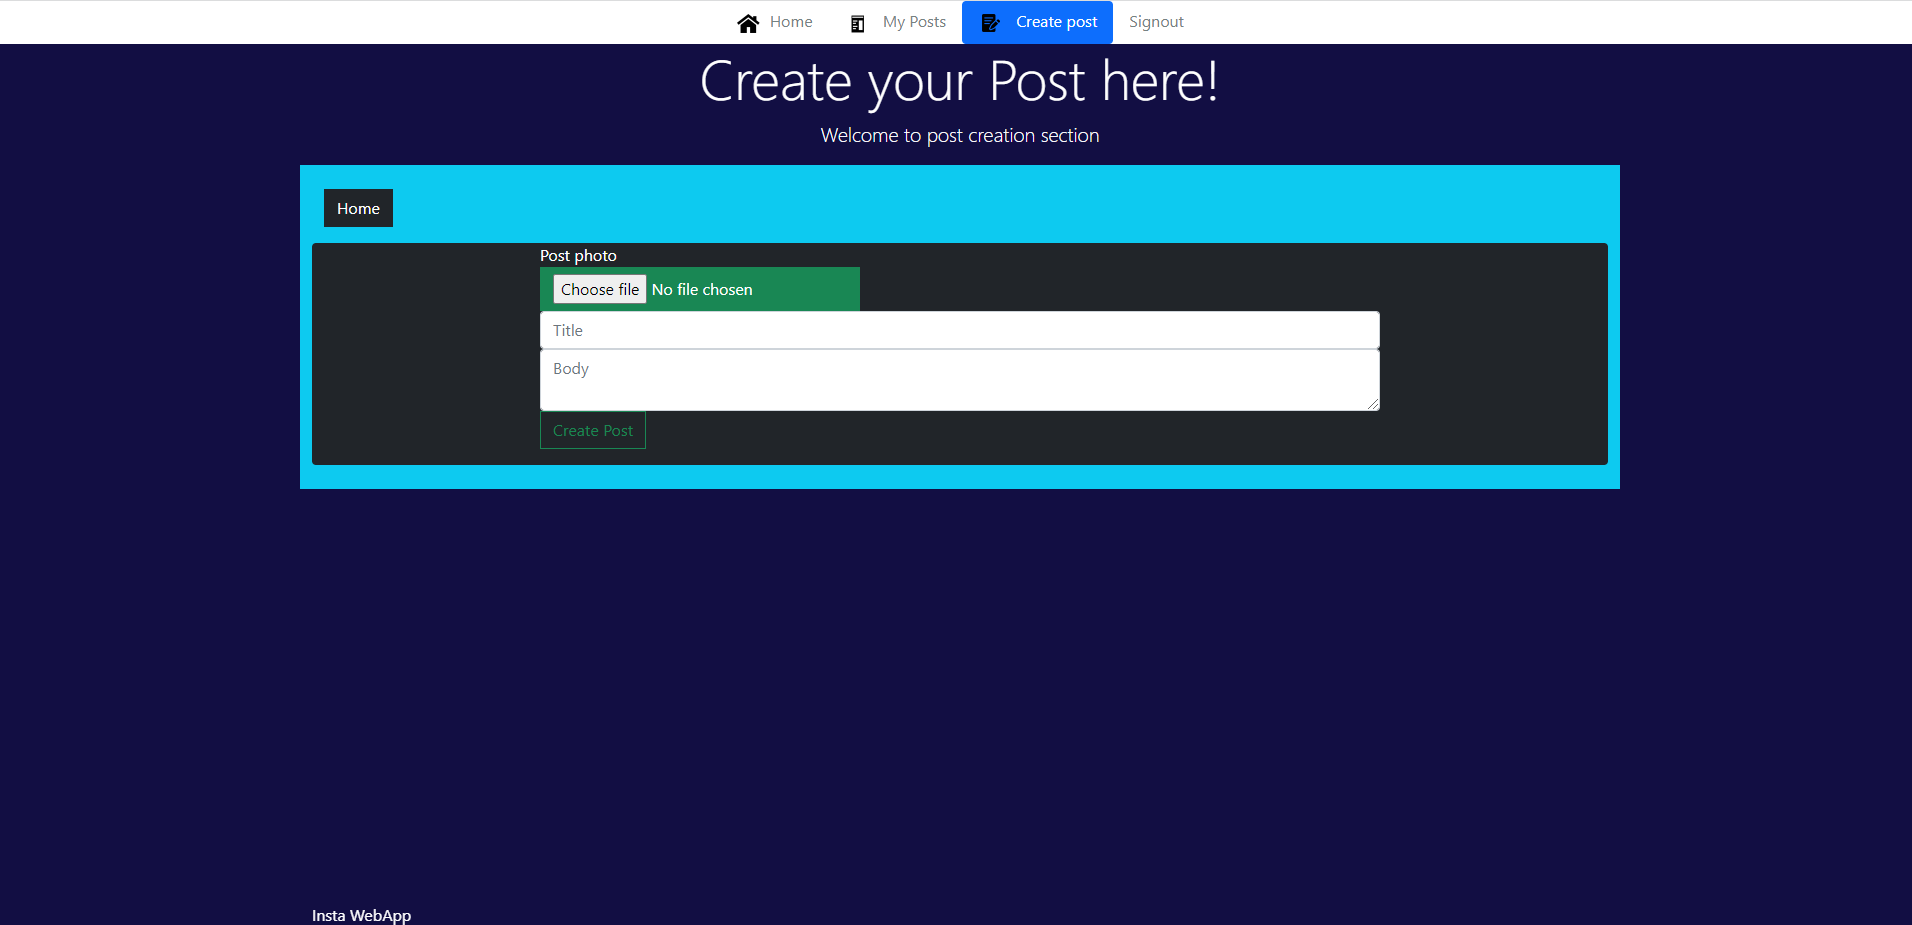 Home My Posts Create post Signout
Create your Post here!
Welcome to post creation section
Home
Post photo
Choose file No file chosen
Title
Body
Create Post
Insta WebApp